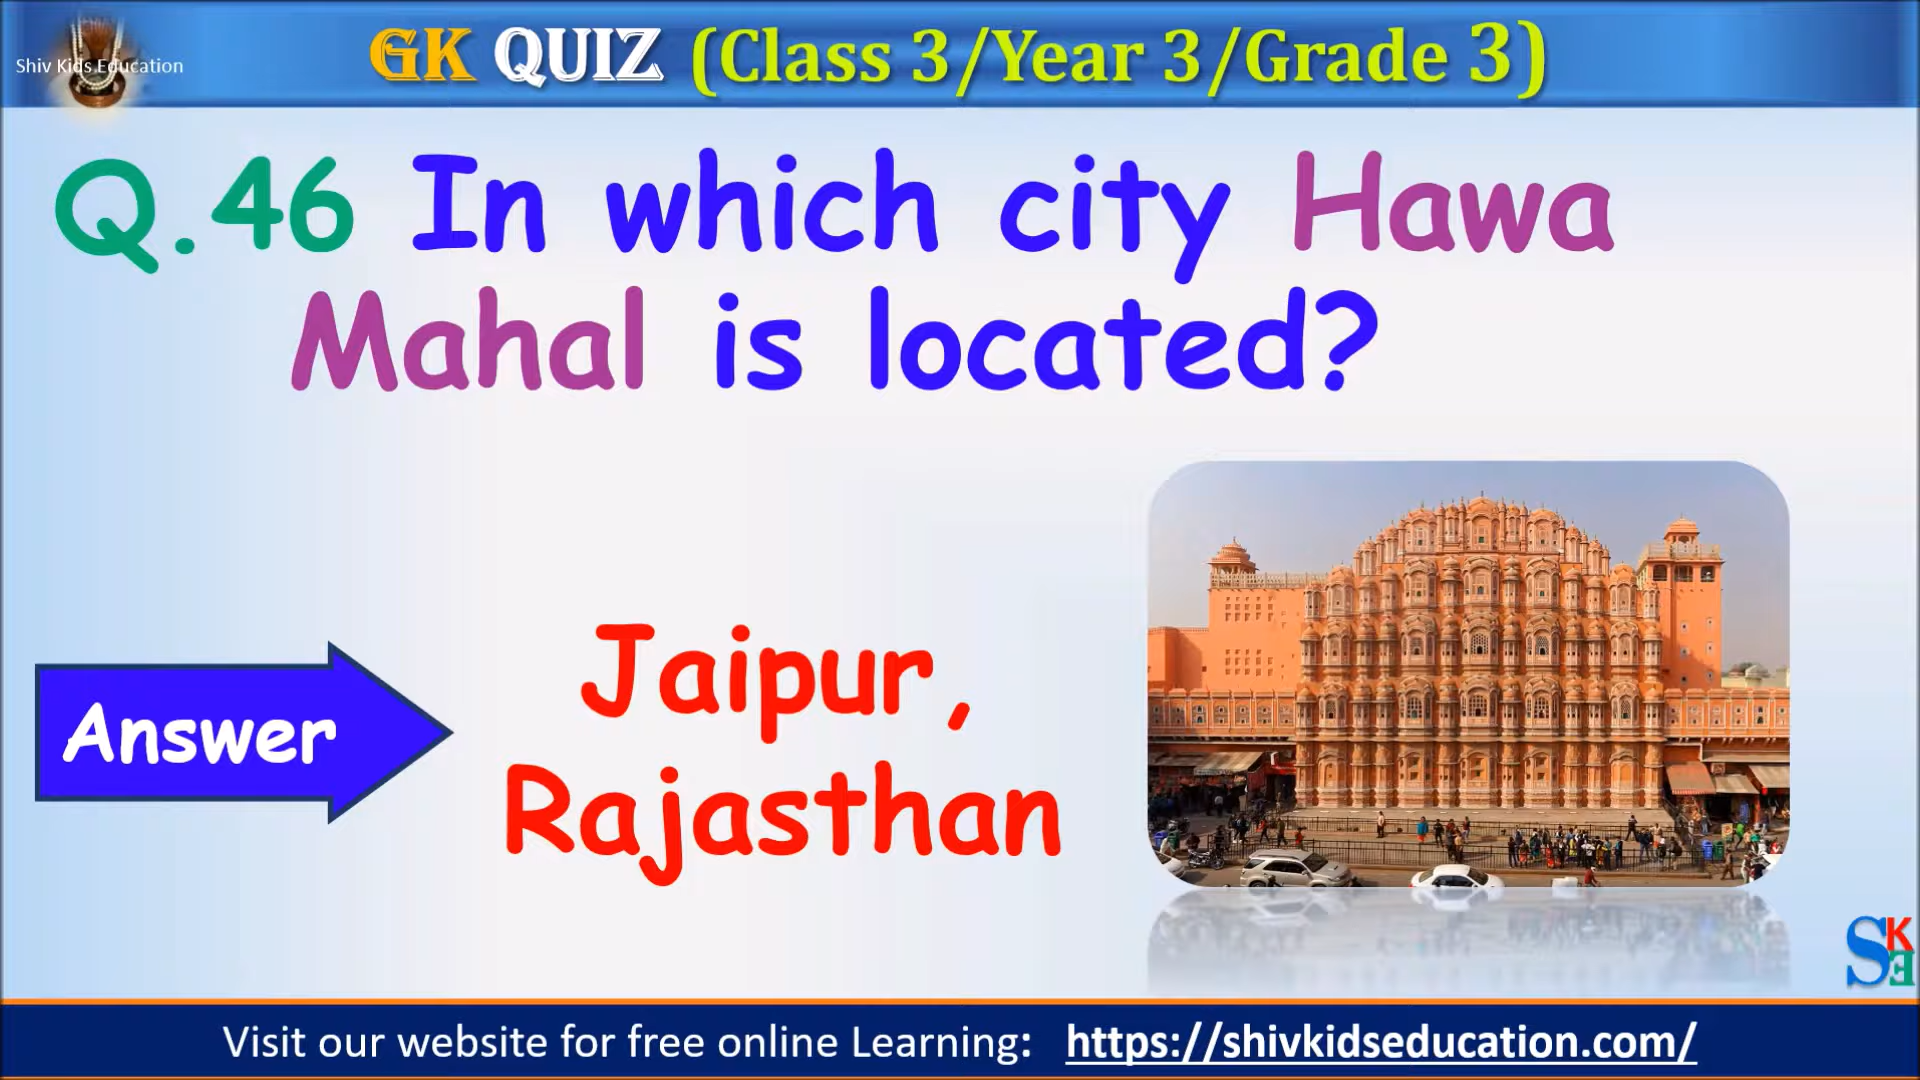 Shiv Kids Education
GK QUIZ (Class 3/Year 3/Grade 3)
Q.46 In which city Hawa
Mahal is located?
Answer
Jaipur,
Rajasthan
SKE
Visit our website for free online Learning: https://shivkidseducation.com/